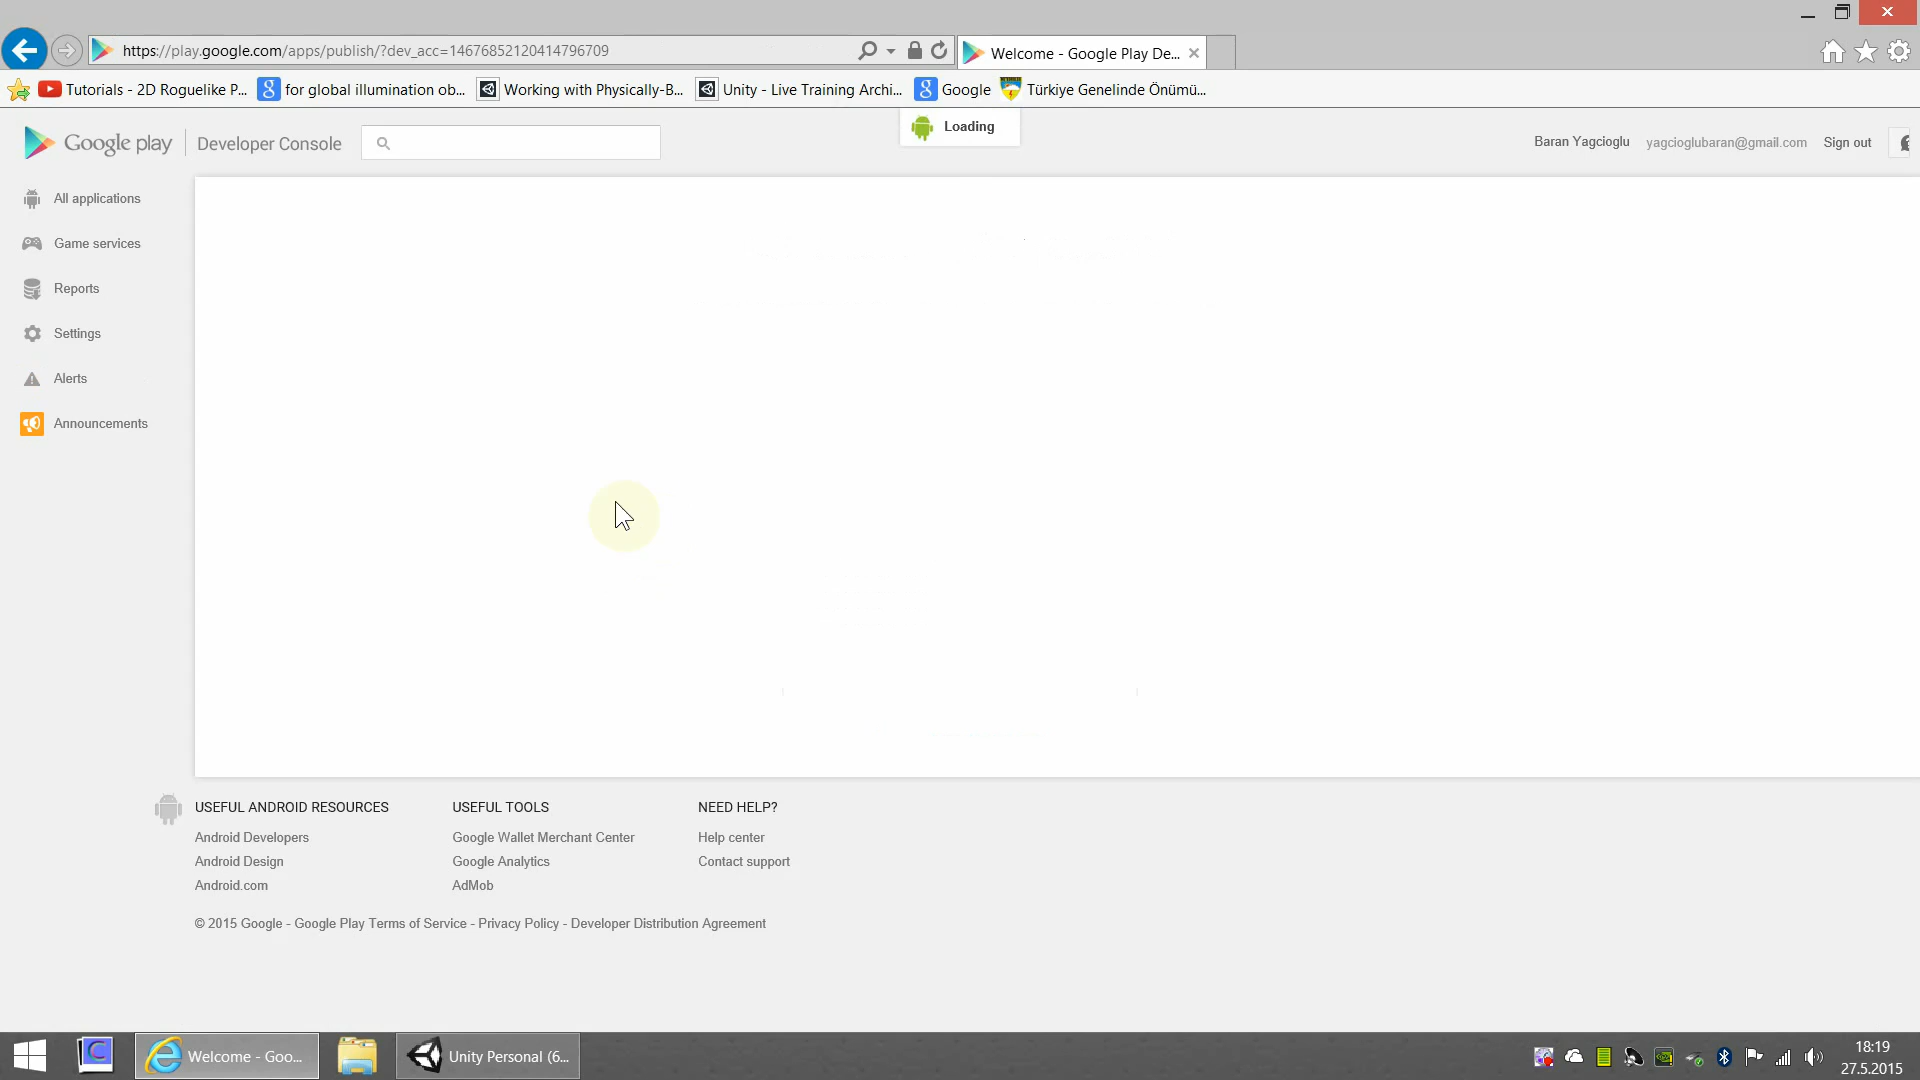 https://play.google.com/apps/publish/?dev_acc=14676852120414796709
Welcome - Google Play De...
Tutorials - 2D Roguelike P...
for global illumination ob...
Working with Physically-B...
Unity - Live Training Archi...
Google
Türkiye Genelinde Önümü...
Google play
Developer Console
Loading
Baran Yagcioglu
yagcioglubaran@gmail.com
Sign out
All applications
Game services
Reports
Settings
Alerts
Announcements
USEFUL ANDROID RESOURCES
Android Developers
Android Design
Android.com
USEFUL TOOLS
Google Wallet Merchant Center
Google Analytics
AdMob
NEED HELP?
Help center
Contact support
© 2015 Google - Google Play Terms of Service - Privacy Policy - Developer Distribution Agreement
Welcome - Goo...
Unity Personal (6...
18:19
27.5.2015